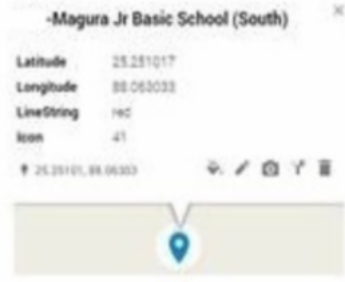 -Magura Jr Basic School (South)
Latitude 25.251017
Longitude 88.063033
LineString red
Icon 41
25.25101, 88.06303